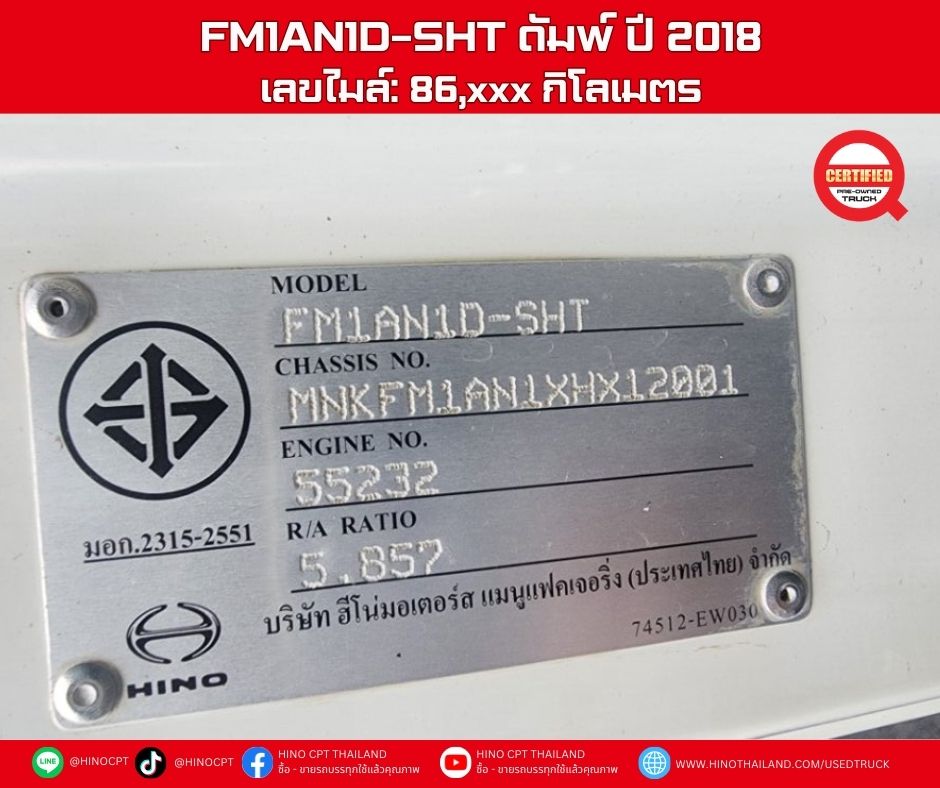 FM1AN1D-SHT ดัมพ์ ปี 2018
เลขไมล์: 86,xxx กิโลเมตร
CERTIFIED
PRE-OWNED
TRUCK
MODEL
FM1AN1D-SHT
CHASSIS NO.
MNKFM1AN1XHX12001
ENGINE NO.
55232
R/A RATIO
5.857
มอก.2315-2551
บริษัท ฮีโน่มอเตอร์ส แมนูแฟคเจอริ่ง (ประเทศไทย) จำกัด
74512-EW030
HINO
LINE @HINOCPT
@HINOCPT
HINO CPT THAILAND
ซื้อ - ขายรถบรรทุกใช้แล้วคุณภาพ
HINO CPT THAILAND
ซื้อ - ขายรถบรรทุกใช้แล้วคุณภาพ
WWW.HINOTHAILAND.COM/USEDTRUCK